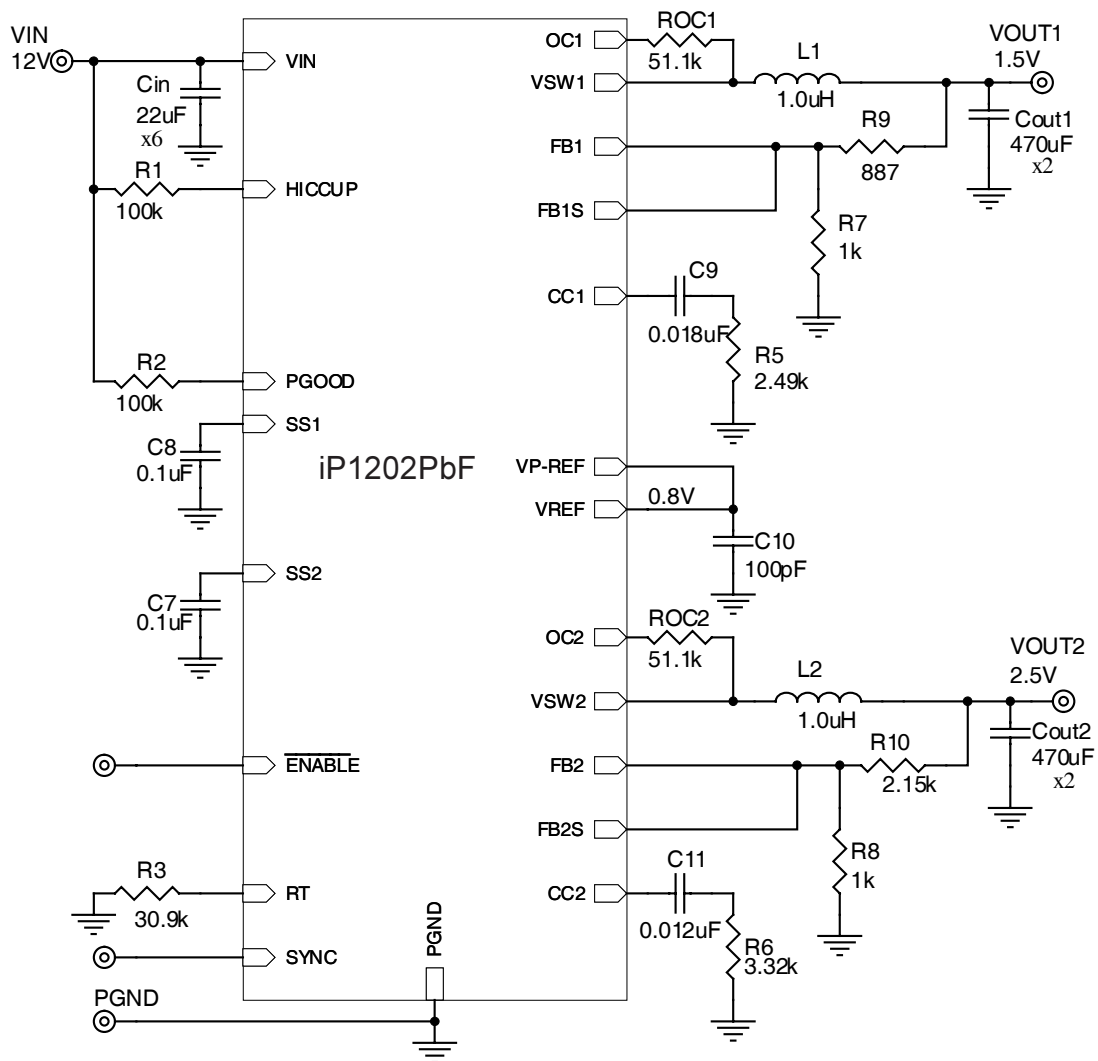 VIN
12V
Cin
22uF
x6
R1
100k
R2
100k
C8
0.1uF
C7
0.1uF
R3
30.9k
PGND
VIN
HICCUP
PGOOD
SS1
SS2
ENABLE
RT
SYNC
iP1202PbF
PGND
OC1
VSW1
FB1
FB1S
CC1
VP-REF
VREF
OC2
VSW2
FB2
FB2S
CC2
ROC1
51.1k
L1
1.0uH
VOUT1
1.5V
Cout1
470uF
x2
R9
887
R7
1k
C9
0.018uF
R5
2.49k
0.8V
C10
100pF
ROC2
51.1k
L2
1.0uH
VOUT2
2.5V
Cout2
470uF
x2
R10
2.15k
R8
1k
C11
0.012uF
R6
3.32k